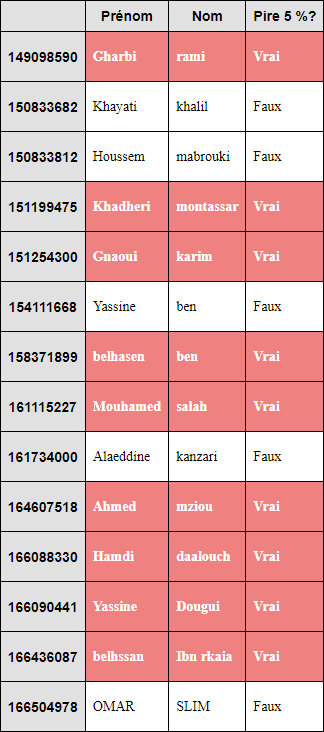 Prénom Nom Pire 5 %?
149098590 Gharbi rami Vrai
150833682 Khayati khalil Faux
150833812 Houssem mabrouki Faux
151199475 Khadheri montassar Vrai
151254300 Gnaoui karim Vrai
154111668 Yassine ben Faux
158371899 belhasen ben Vrai
161115227 Mouhamed salah Vrai
161734000 Alaeddine kanzari Faux
164607518 Ahmed mziou Vrai
166088330 Hamdi daalouch Vrai
166090441 Yassine Dougui Vrai
166436087 belhssan Ibn rkaia Vrai
166504978 OMAR SLIM Faux